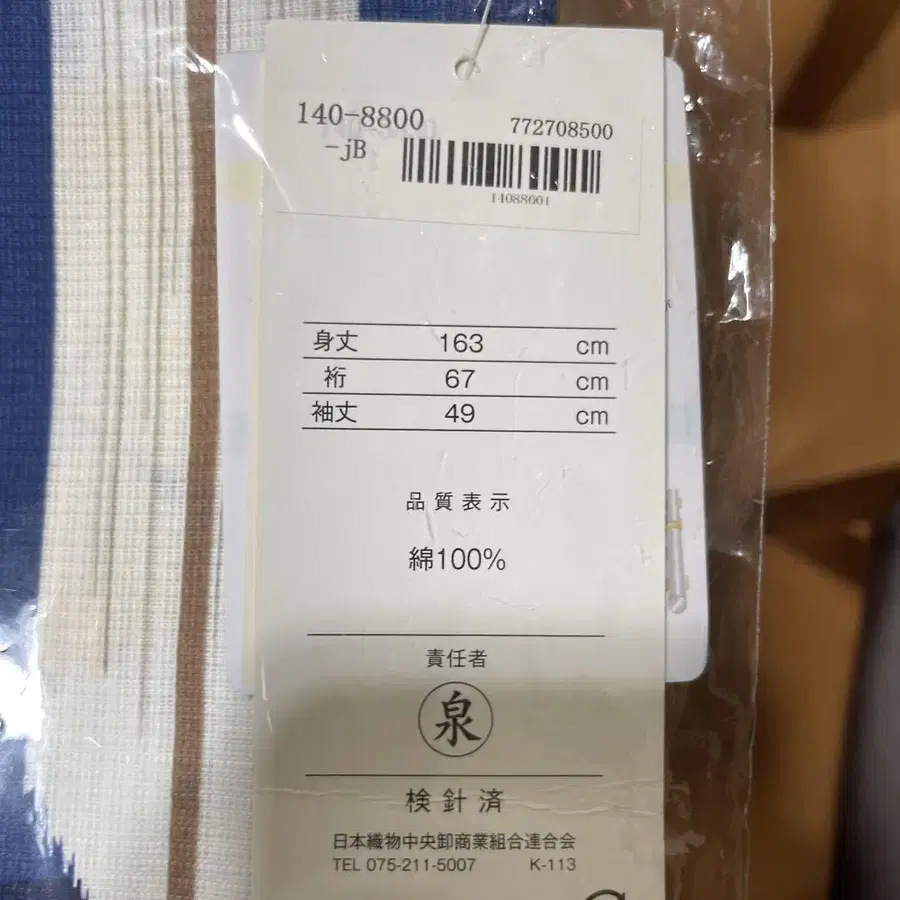 140-8800
772708500
-jB
14088001
身丈 163 cm
裄 67 cm
袖丈 49 cm
品質表示
綿100%
責任者
泉
検針済
日本織物中央卸商業組合連合会
TEL 075-211-5007 K-113